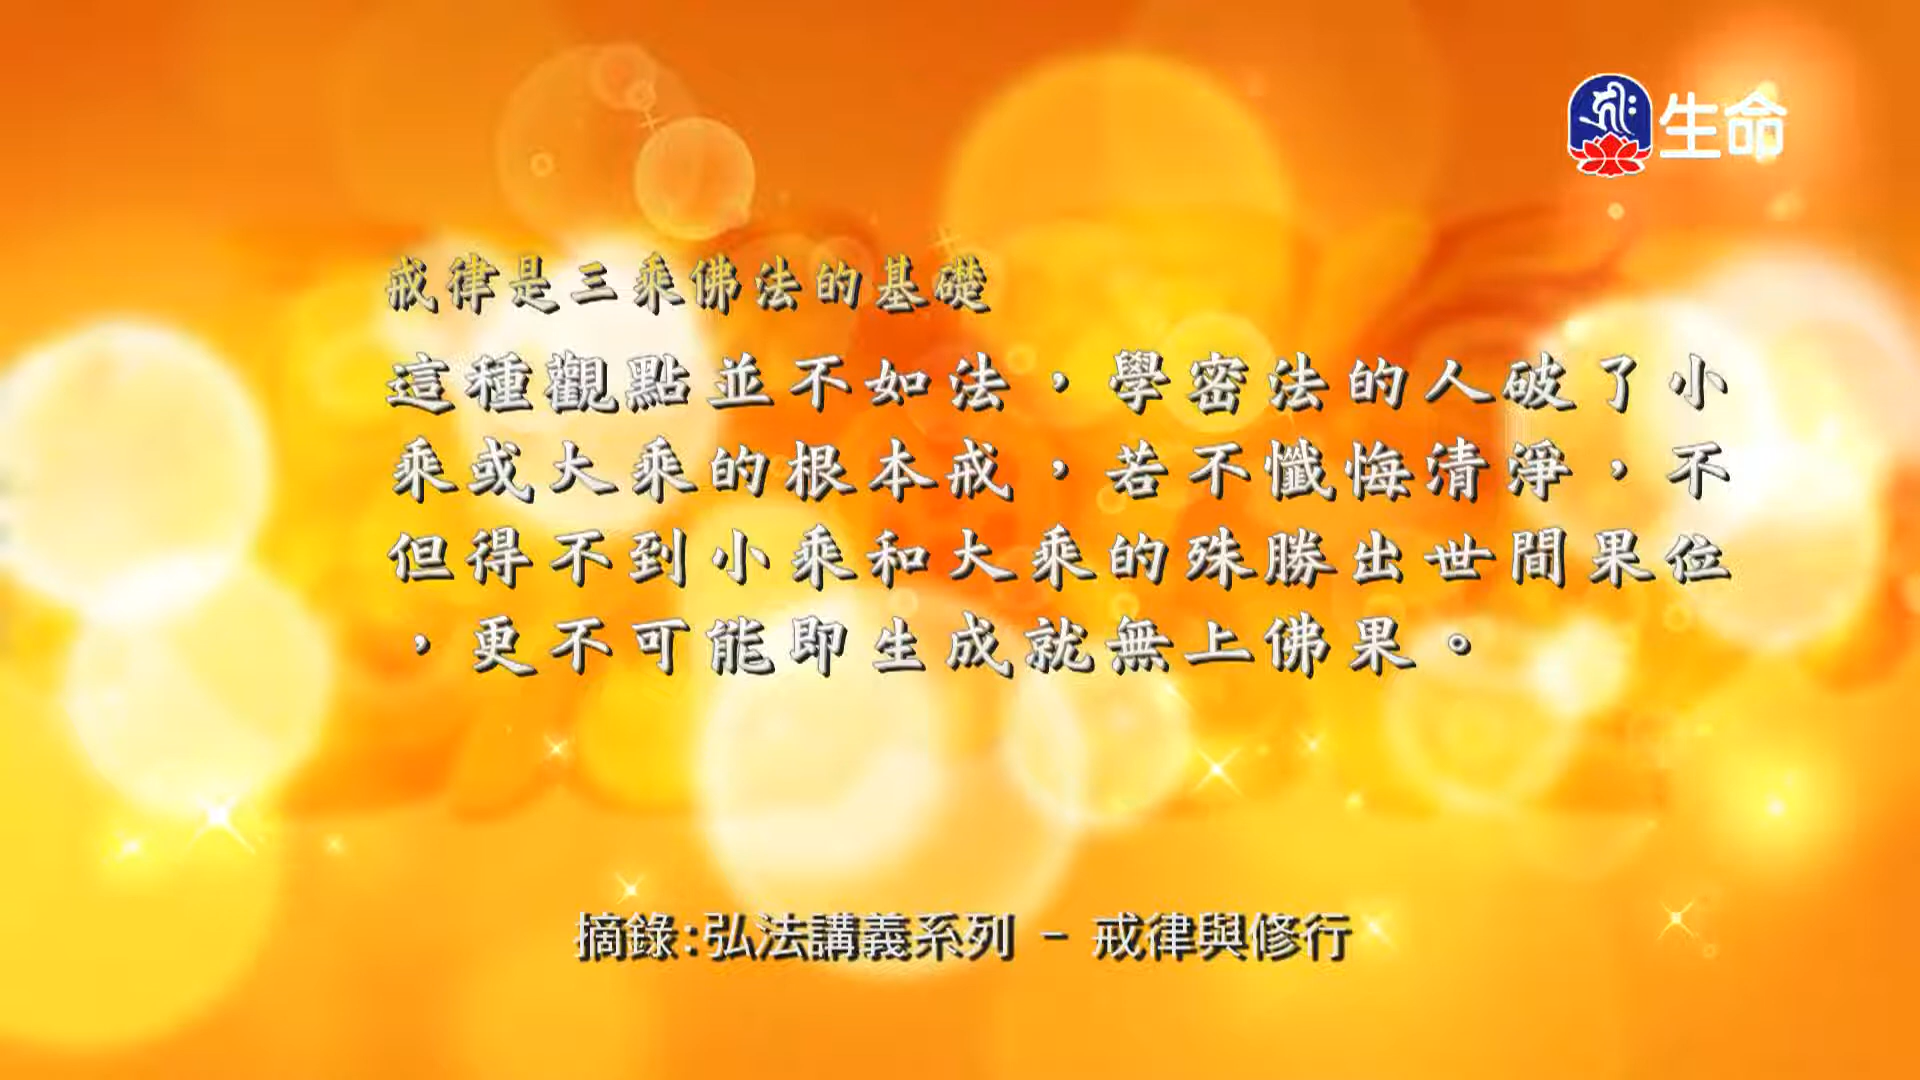 生命
戒律是三乘佛法的基礎
這種觀點並不如法，學密法的人破了小
乘或大乘的根本戒，若不懺悔清淨，不
但得不到小乘和大乘的殊勝出世間果位
，更不可能即生成就無上佛果。
摘錄:弘法講義系列 - 戒律與修行